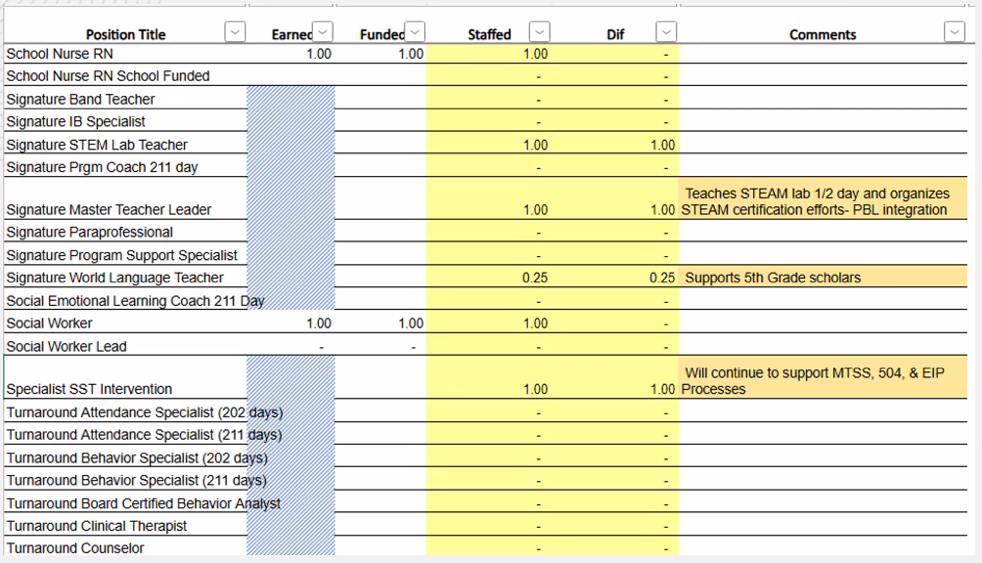 Position Title Earned Funded Staffed Dif Comments
School Nurse RN 1.00 1.00 1.00 -
School Nurse RN School Funded - -
Signature Band Teacher - -
Signature IB Specialist - -
Signature STEM Lab Teacher 1.00 1.00
Signature Prgm Coach 211 day - -
Teaches STEAM lab 1/2 day and organizes
Signature Master Teacher Leader 1.00 1.00 STEAM certification efforts- PBL integration
Signature Paraprofessional - -
Signature Program Support Specialist - -
Signature World Language Teacher 0.25 0.25 Supports 5th Grade scholars
Social Emotional Learning Coach 211 Day - -
Social Worker 1.00 1.00 1.00 -
Social Worker Lead - - - -
Will continue to support MTSS, 504, & EIP
Specialist SST Intervention 1.00 1.00 Processes
Turnaround Attendance Specialist (202 days) - -
Turnaround Attendance Specialist (211 days) - -
Turnaround Behavior Specialist (202 days) - -
Turnaround Behavior Specialist (211 days) - -
Turnaround Board Certified Behavior Analyst - -
Turnaround Clinical Therapist - -
Turnaround Counselor - -